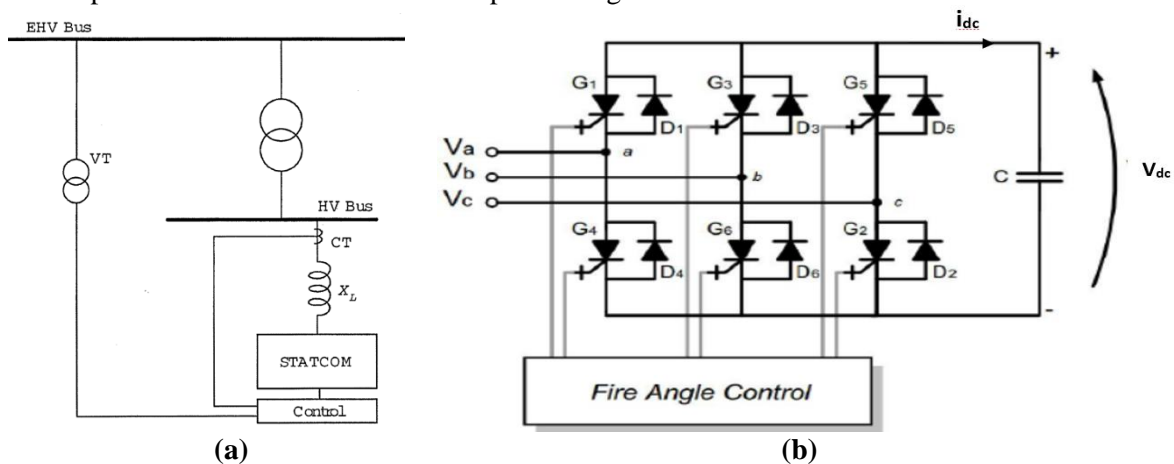 EHV Bus
VT
HV Bus
CT
X_L
STATCOM
Control
(a)
i_dc
G1
D1
G3
D3
G5
D5
Va
a
Vb
b
Vc
c
C
+
-
V_dc
G4
D4
G6
D6
G2
D2
Fire Angle Control
(b)